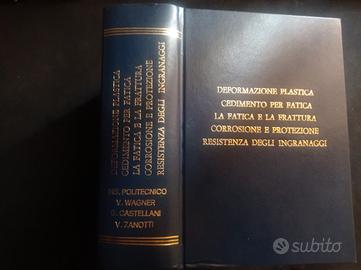 DEFORMAZIONE PLASTICA
CEDIMENTO PER FATICA
LA FATICA E LA FRATTURA
CORROSIONE E PROTEZIONE
RESISTENZA DEGLI INGRANAGGI
INS. POLITECNICO
V. WAGNER
G. CASTELLANI
V. ZANOTTI
DEFORMAZIONE PLASTICA
CEDIMENTO PER FATICA
LA FATICA E LA FRATTURA
CORROSIONE E PROTEZIONE
RESISTENZA DEGLI INGRANAGGI
subito